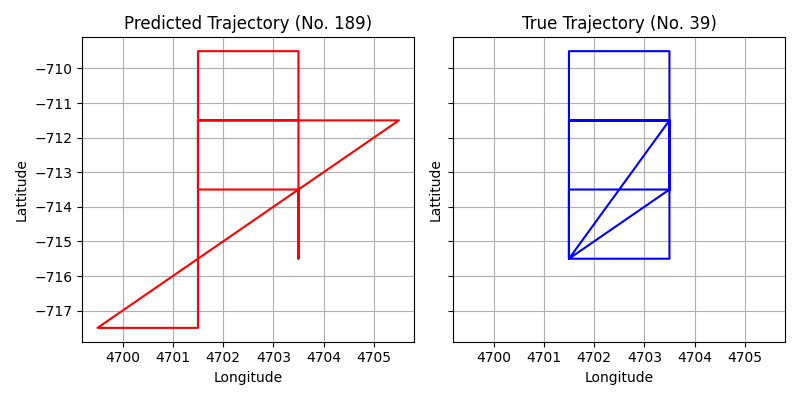 Predicted Trajectory (No. 189)
True Trajectory (No. 39)
Lattitude
−710
−711
−712
−713
−714
−715
−716
−717
4700 4701 4702 4703 4704 4705
Longitude
Lattitude
4700 4701 4702 4703 4704 4705
Longitude